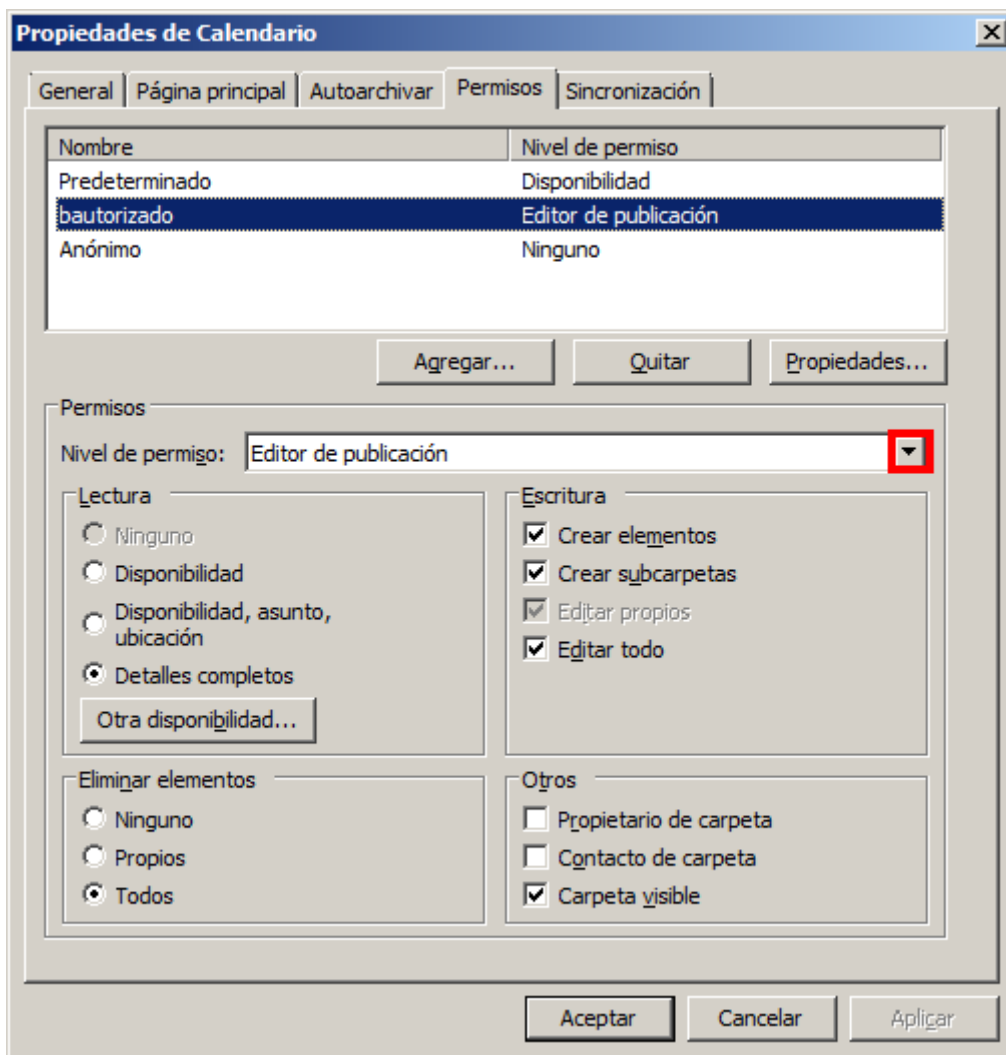 Propiedades de Calendario
General Página principal Autoarchivar Permisos Sincronización
Nombre Nivel de permiso
Predeterminado Disponibilidad
bautorizado Editor de publicación
Anónimo Ninguno
Agregar... Quitar Propiedades...
Permisos
Nivel de permiso: Editor de publicación
Lectura
Ninguno
Disponibilidad
Disponibilidad, asunto,
ubicación
Detalles completos
Otra disponibilidad...
Escritura
Crear elementos
Crear subcarpetas
Editar propios
Editar todo
Eliminar elementos
Ninguno
Propios
Todos
Otros
Propietario de carpeta
Contacto de carpeta
Carpeta visible
Aceptar Cancelar Aplicar